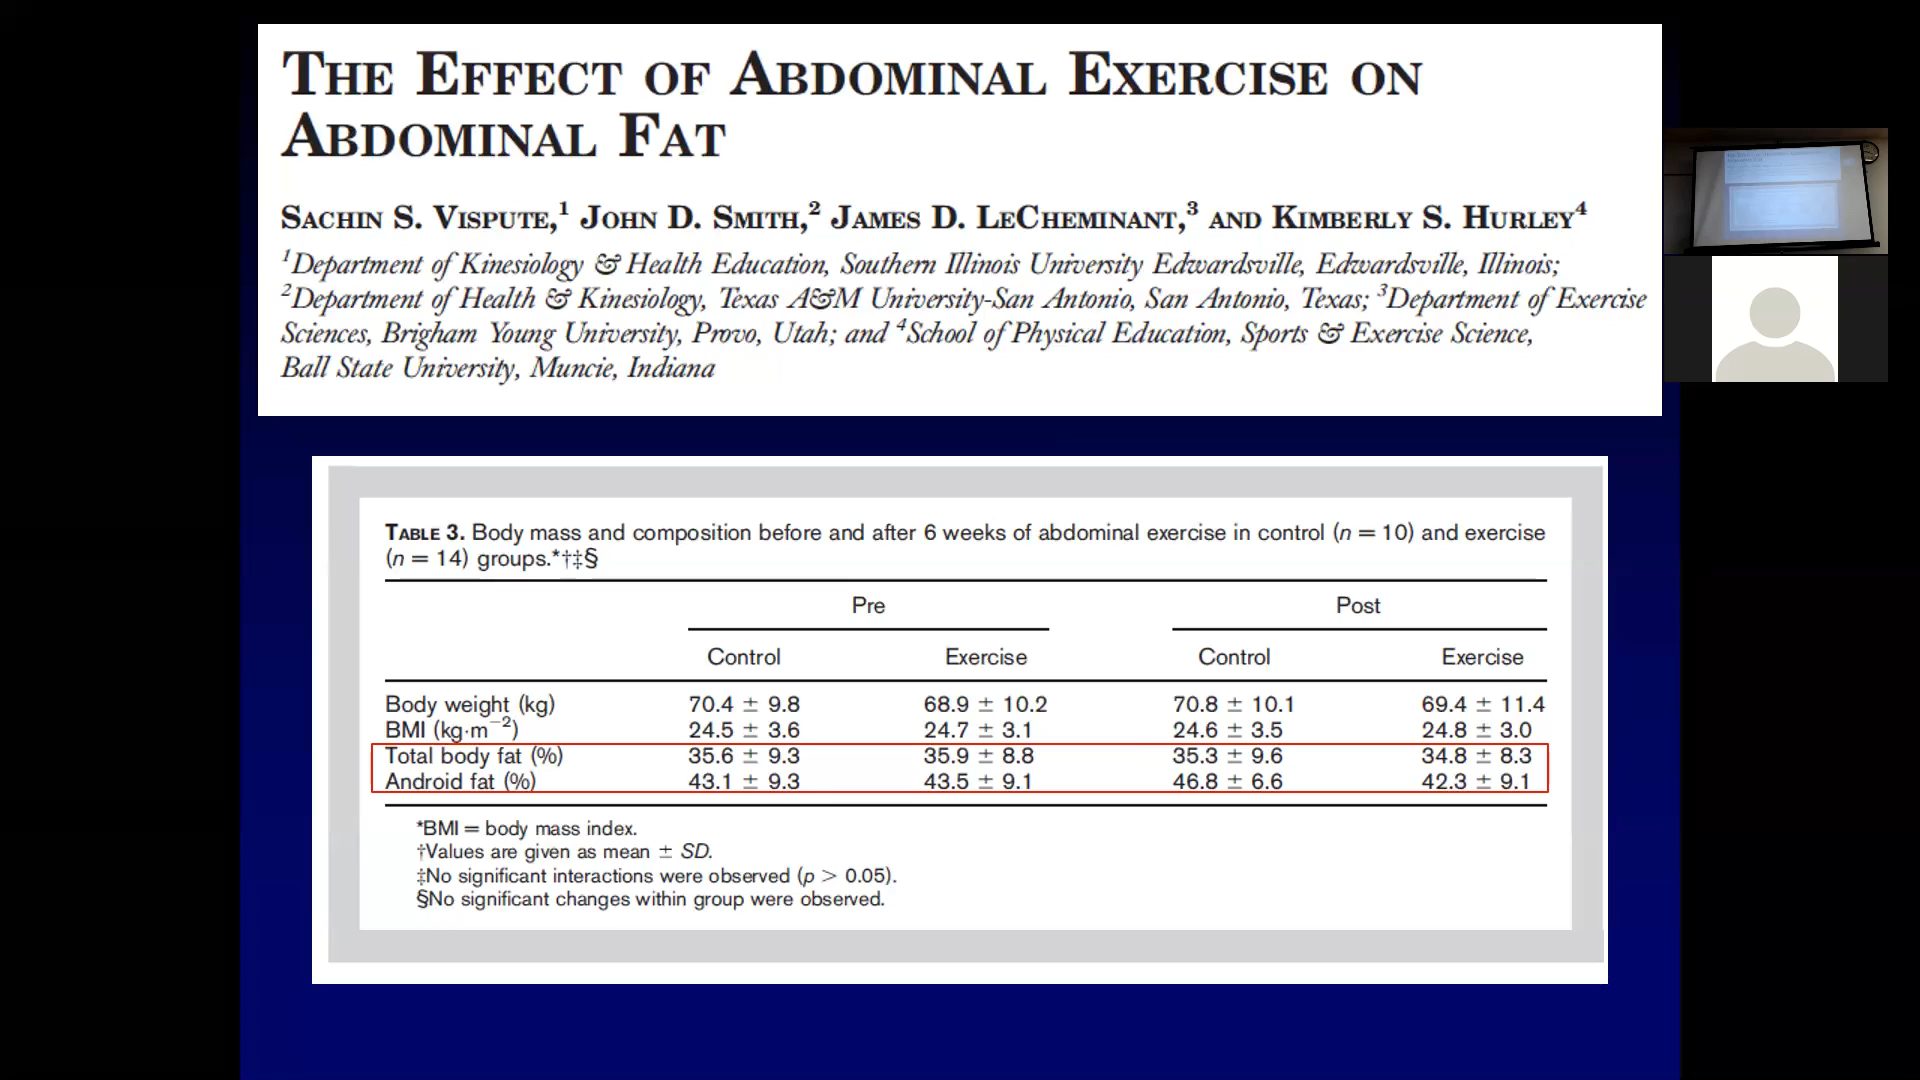 THE EFFECT OF ABDOMINAL EXERCISE ON
ABDOMINAL FAT
SACHIN S. VISPUTE,1 JOHN D. SMITH,2 JAMES D. LECHEMINANT,3 AND KIMBERLY S. HURLEY4
1Department of Kinesiology & Health Education, Southern Illinois University Edwardsville, Edwardsville, Illinois;
2Department of Health & Kinesiology, Texas A&M University-San Antonio, San Antonio, Texas; 3Department of Exercise
Sciences, Brigham Young University, Provo, Utah; and 4School of Physical Education, Sports & Exercise Science,
Ball State University, Muncie, Indiana
TABLE 3. Body mass and composition before and after 6 weeks of abdominal exercise in control (n = 10) and exercise
(n = 14) groups.*†‡§
Pre Post
Control Exercise Control Exercise
Body weight (kg) 70.4 ± 9.8 68.9 ± 10.2 70.8 ± 10.1 69.4 ± 11.4
BMI (kg·m−2) 24.5 ± 3.6 24.7 ± 3.1 24.6 ± 3.5 24.8 ± 3.0
Total body fat (%) 35.6 ± 9.3 35.9 ± 8.8 35.3 ± 9.6 34.8 ± 8.3
Android fat (%) 43.1 ± 9.3 43.5 ± 9.1 46.8 ± 6.6 42.3 ± 9.1
*BMI = body mass index.
†Values are given as mean ± SD.
‡No significant interactions were observed (p > 0.05).
§No significant changes within group were observed.